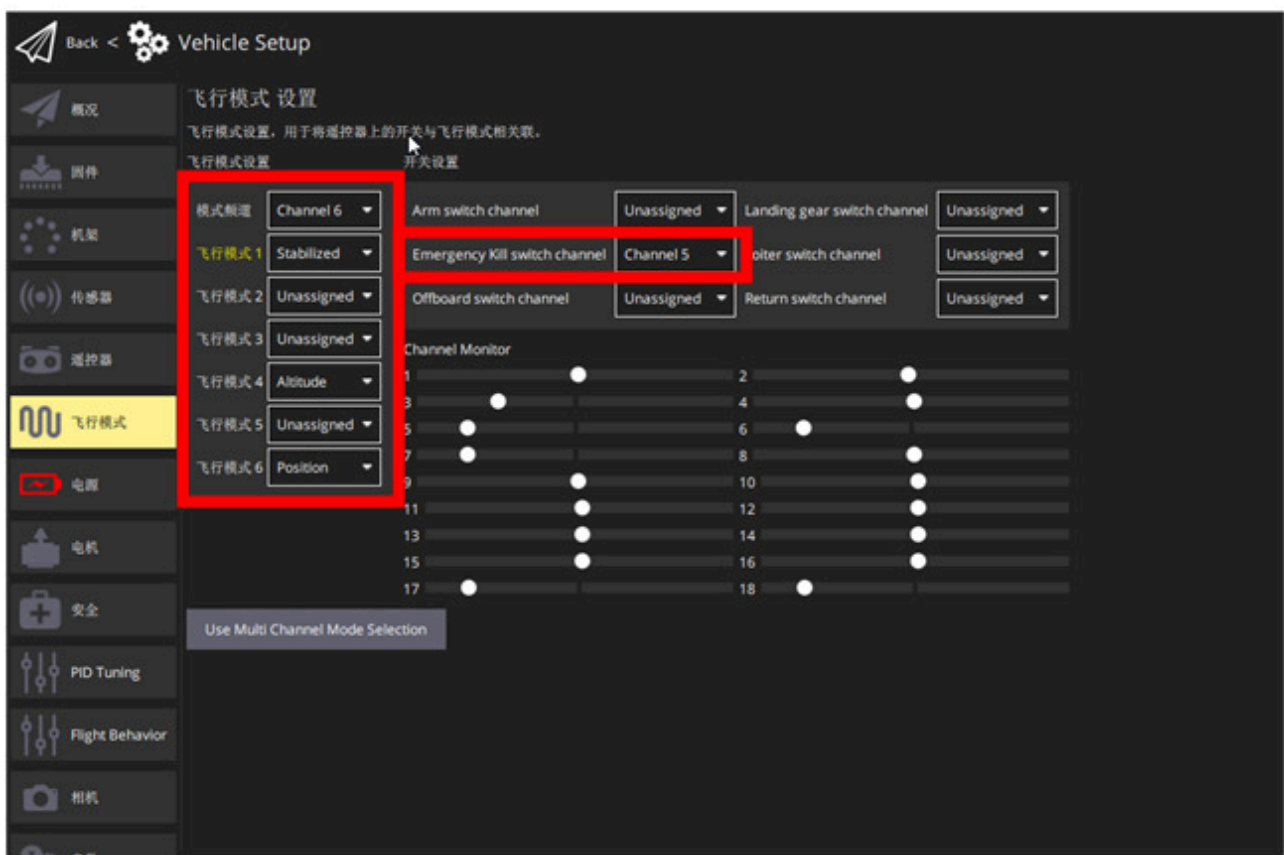 Back < Vehicle Setup
概况
固件
机架
传感器
遥控器
飞行模式
电源
电机
安全
PID Tuning
Flight Behavior
相机
飞行模式 设置
飞行模式设置，用于将遥控器上的开关与飞行模式相关联。
飞行模式设置
模式频道 Channel 6
飞行模式 1 Stabilized
飞行模式 2 Unassigned
飞行模式 3 Unassigned
飞行模式 4 Altitude
飞行模式 5 Unassigned
飞行模式 6 Position
开关设置
Arm switch channel Unassigned Landing gear switch channel Unassigned
Emergency Kill switch channel Channel 5 oiter switch channel Unassigned
Offboard switch channel Unassigned Return switch channel Unassigned
Channel Monitor
1 2
3 4
5 6
7 8
9 10
11 12
13 14
15 16
17 18
Use Multi Channel Mode Selection